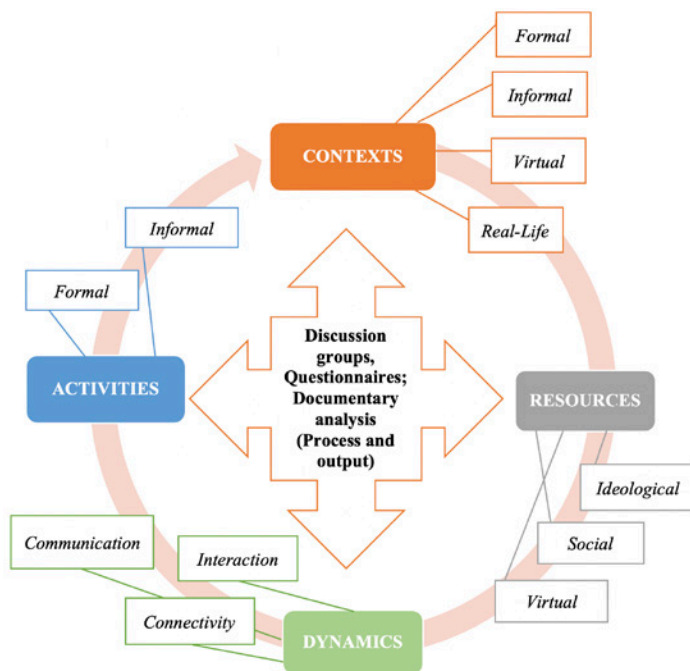 Formal
Informal
CONTEXTS
Virtual
Informal
Real-Life
Formal
Discussion
groups,
Questionnaires;
Documentary
analysis
(Process and
output)
ACTIVITIES
RESOURCES
Ideological
Communication
Interaction
Social
Virtual
Connectivity
DYNAMICS